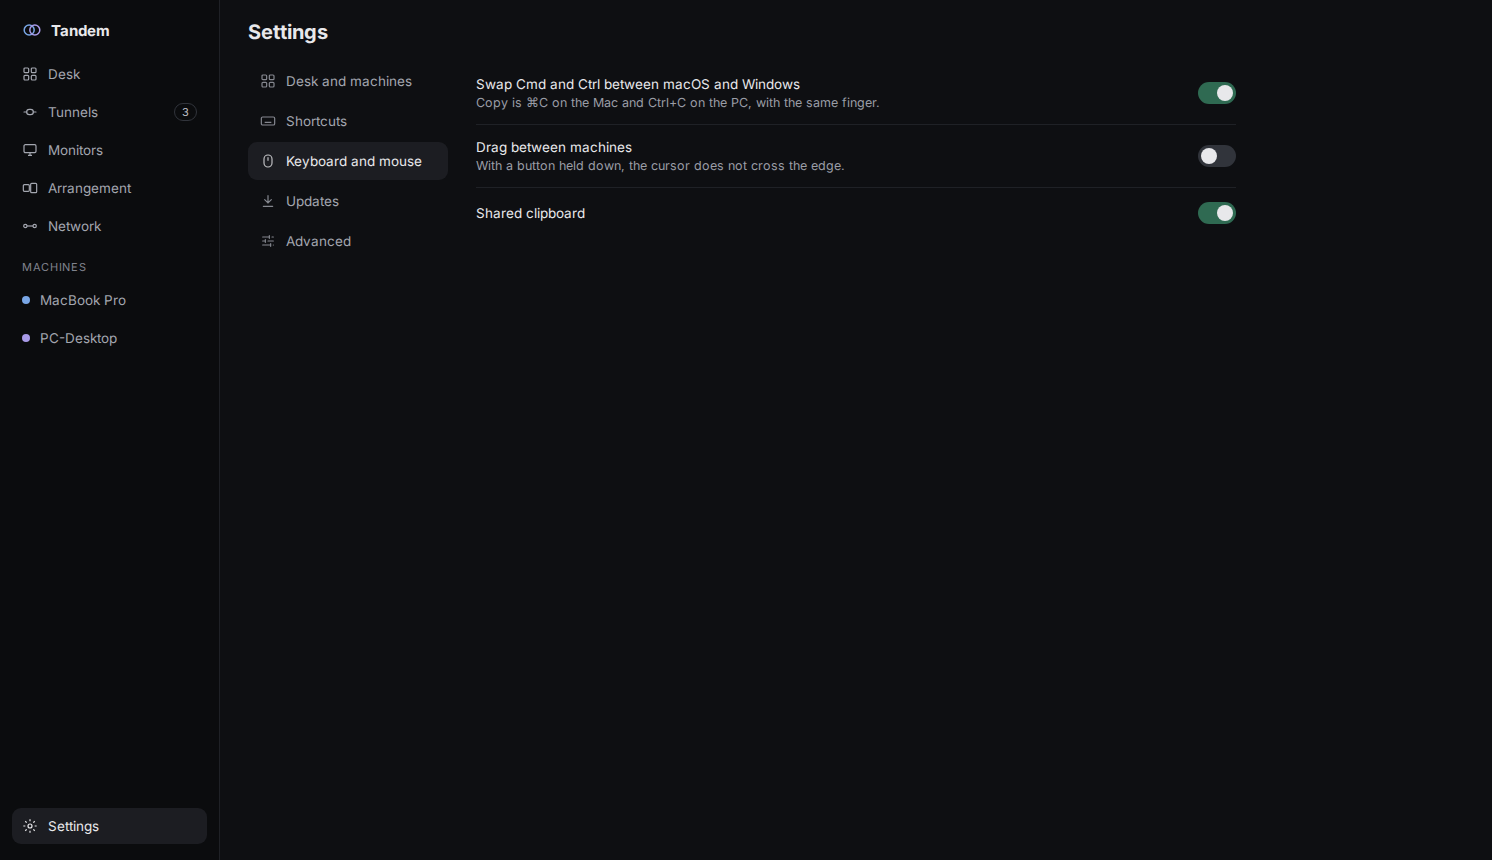 Tandem
Desk
Tunnels 3
Monitors
Arrangement
Network
MACHINES
MacBook Pro
PC-Desktop
Settings
Settings
Desk and machines
Shortcuts
Keyboard and mouse
Updates
Advanced
Swap Cmd and Ctrl between macOS and Windows
Copy is ⌘C on the Mac and Ctrl+C on the PC, with the same finger.
Drag between machines
With a button held down, the cursor does not cross the edge.
Shared clipboard